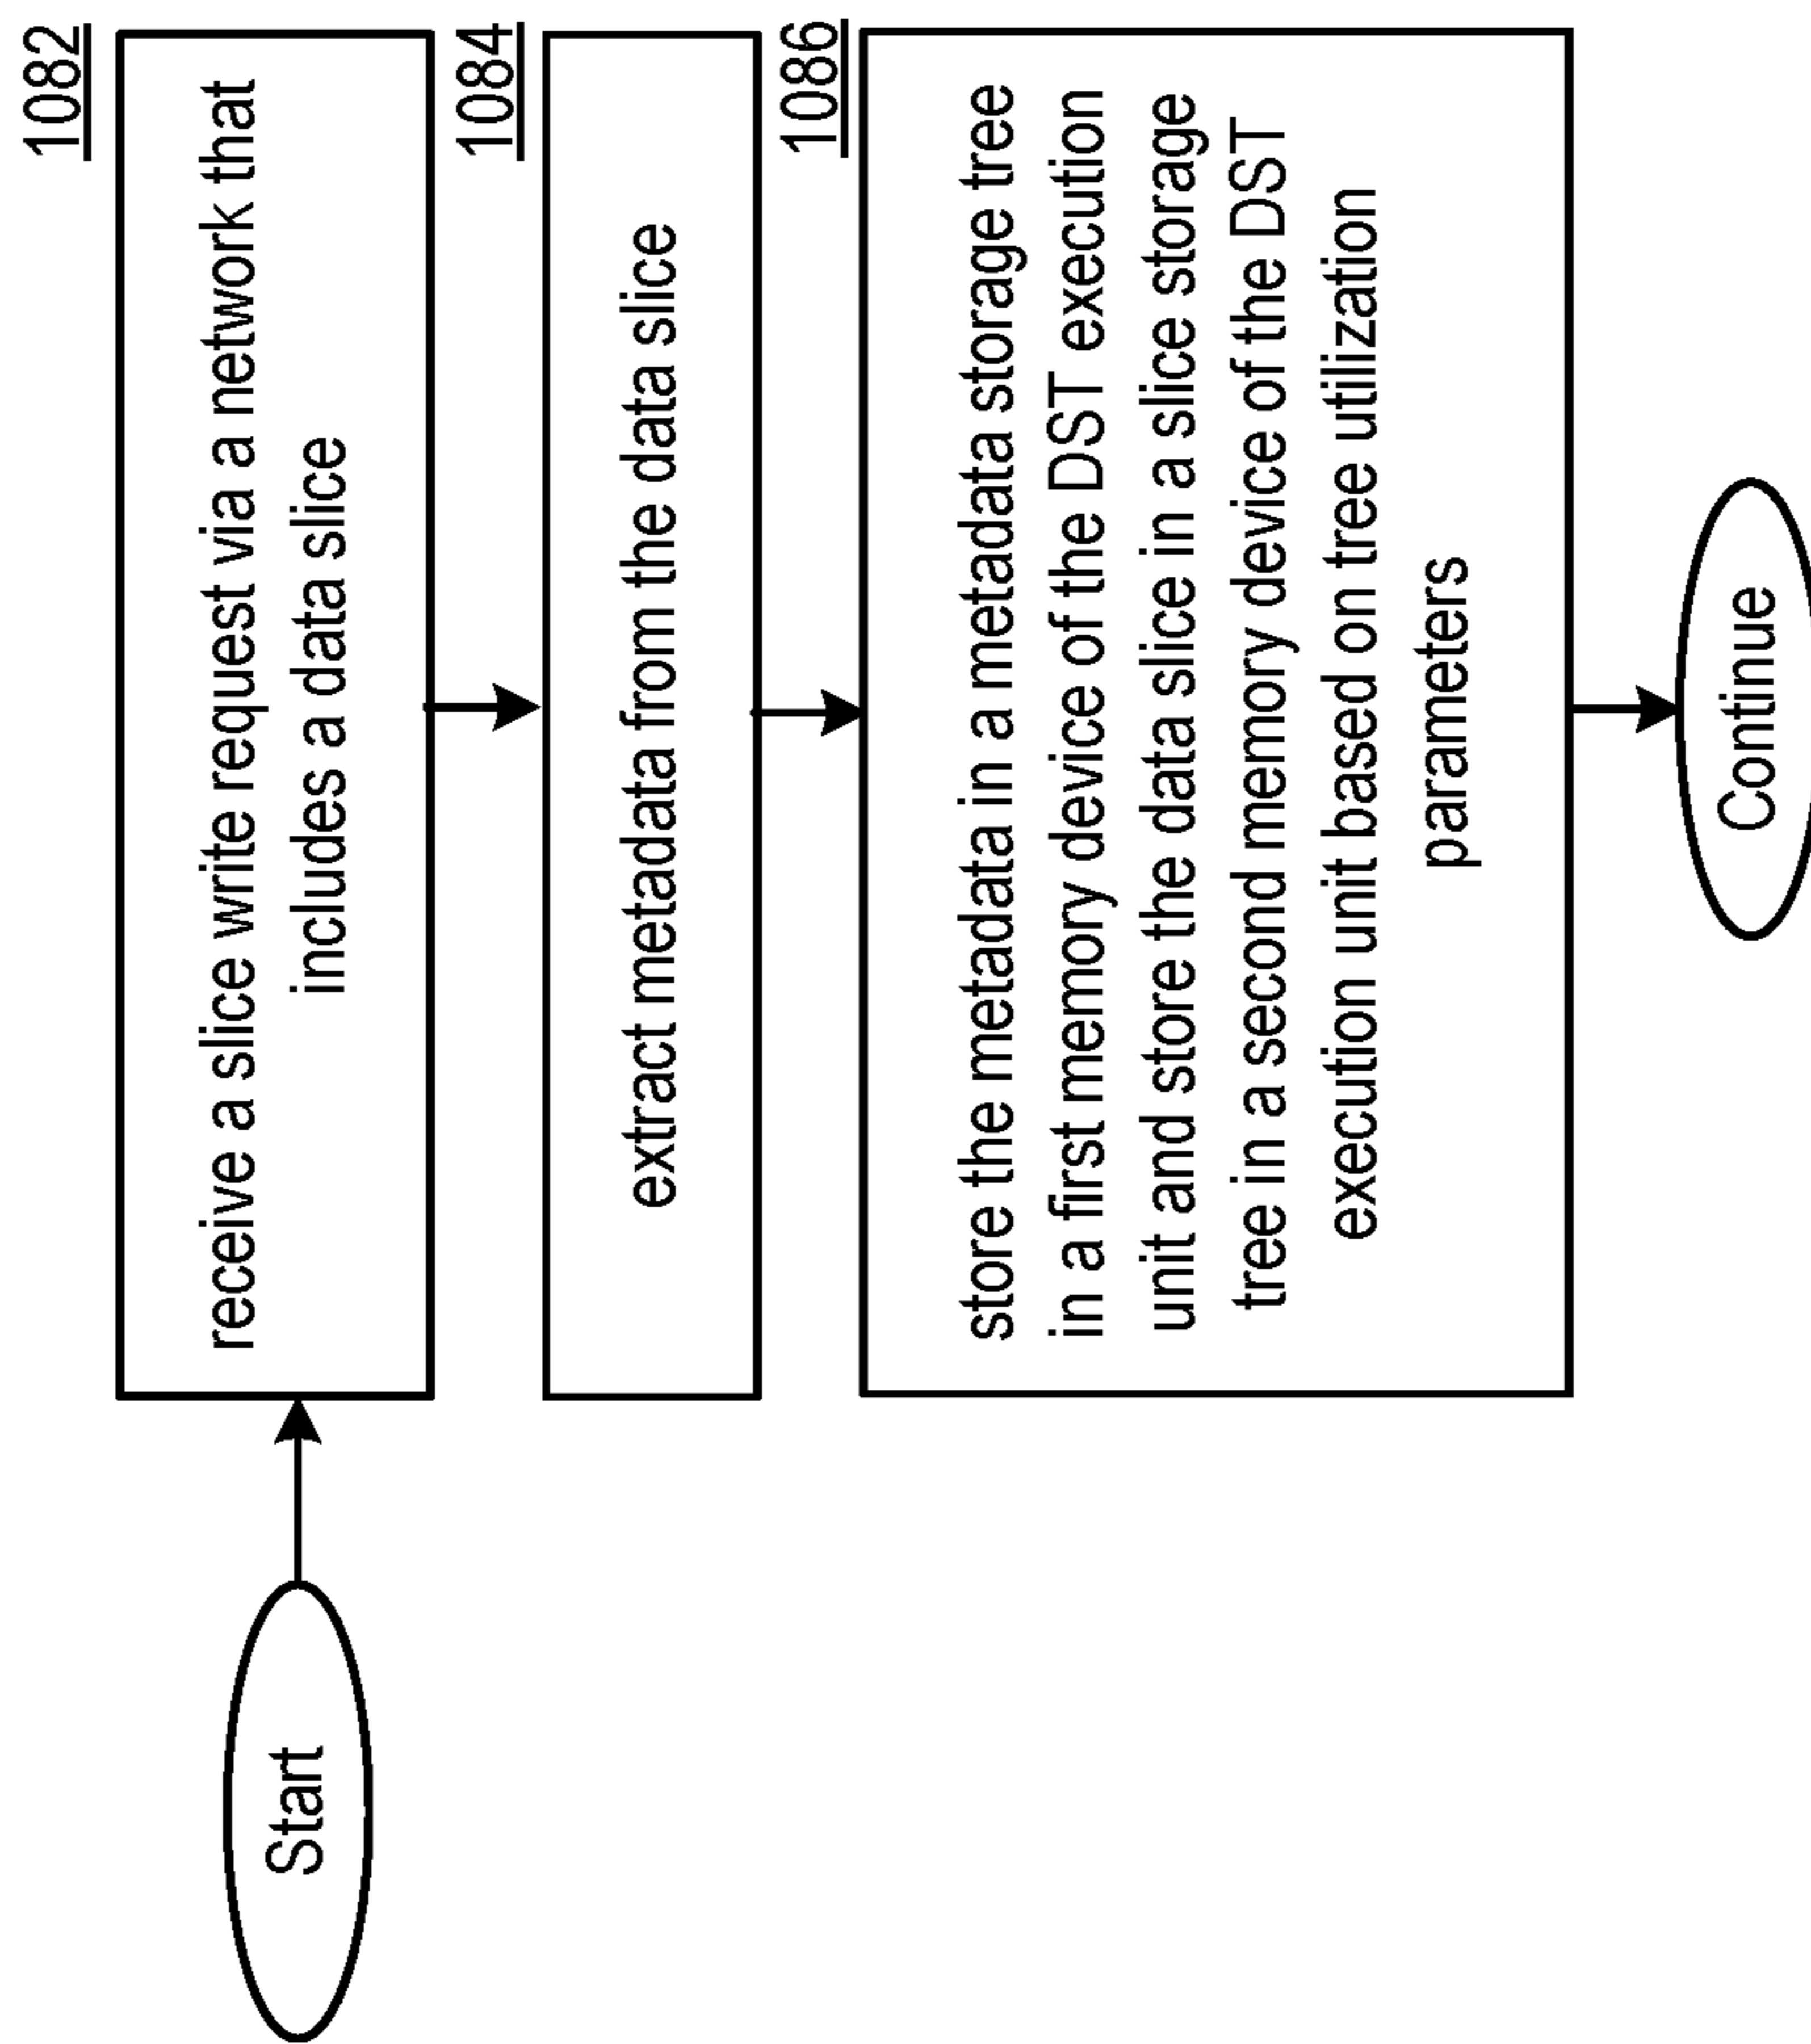 Start
1082
receive a slice write request via a network that
includes a data slice
1084
extract metadata from the data slice
1086
store the metadata in a metadata storage tree
in a first memory device of the DST execution
unit and store the data slice in a slice storage
tree in a second memory device of the DST
execution unit based on tree utilization
parameters
Continue